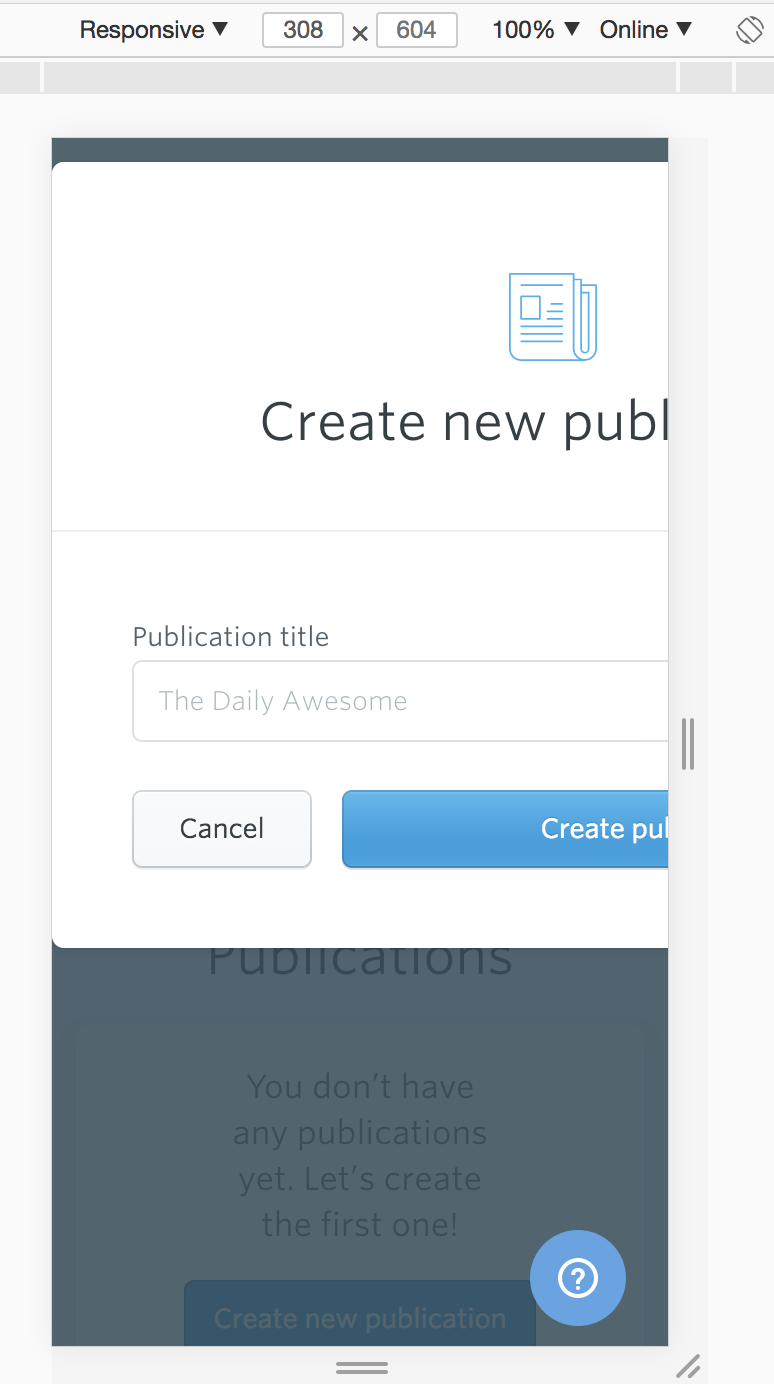 Responsive ▼ 308 × 604 100% ▼ Online ▼
Create new publ
Publication title
The Daily Awesome
Cancel Create pul
Publications
You don’t have
any publications
yet. Let’s create
the first one!
?
Create new publication